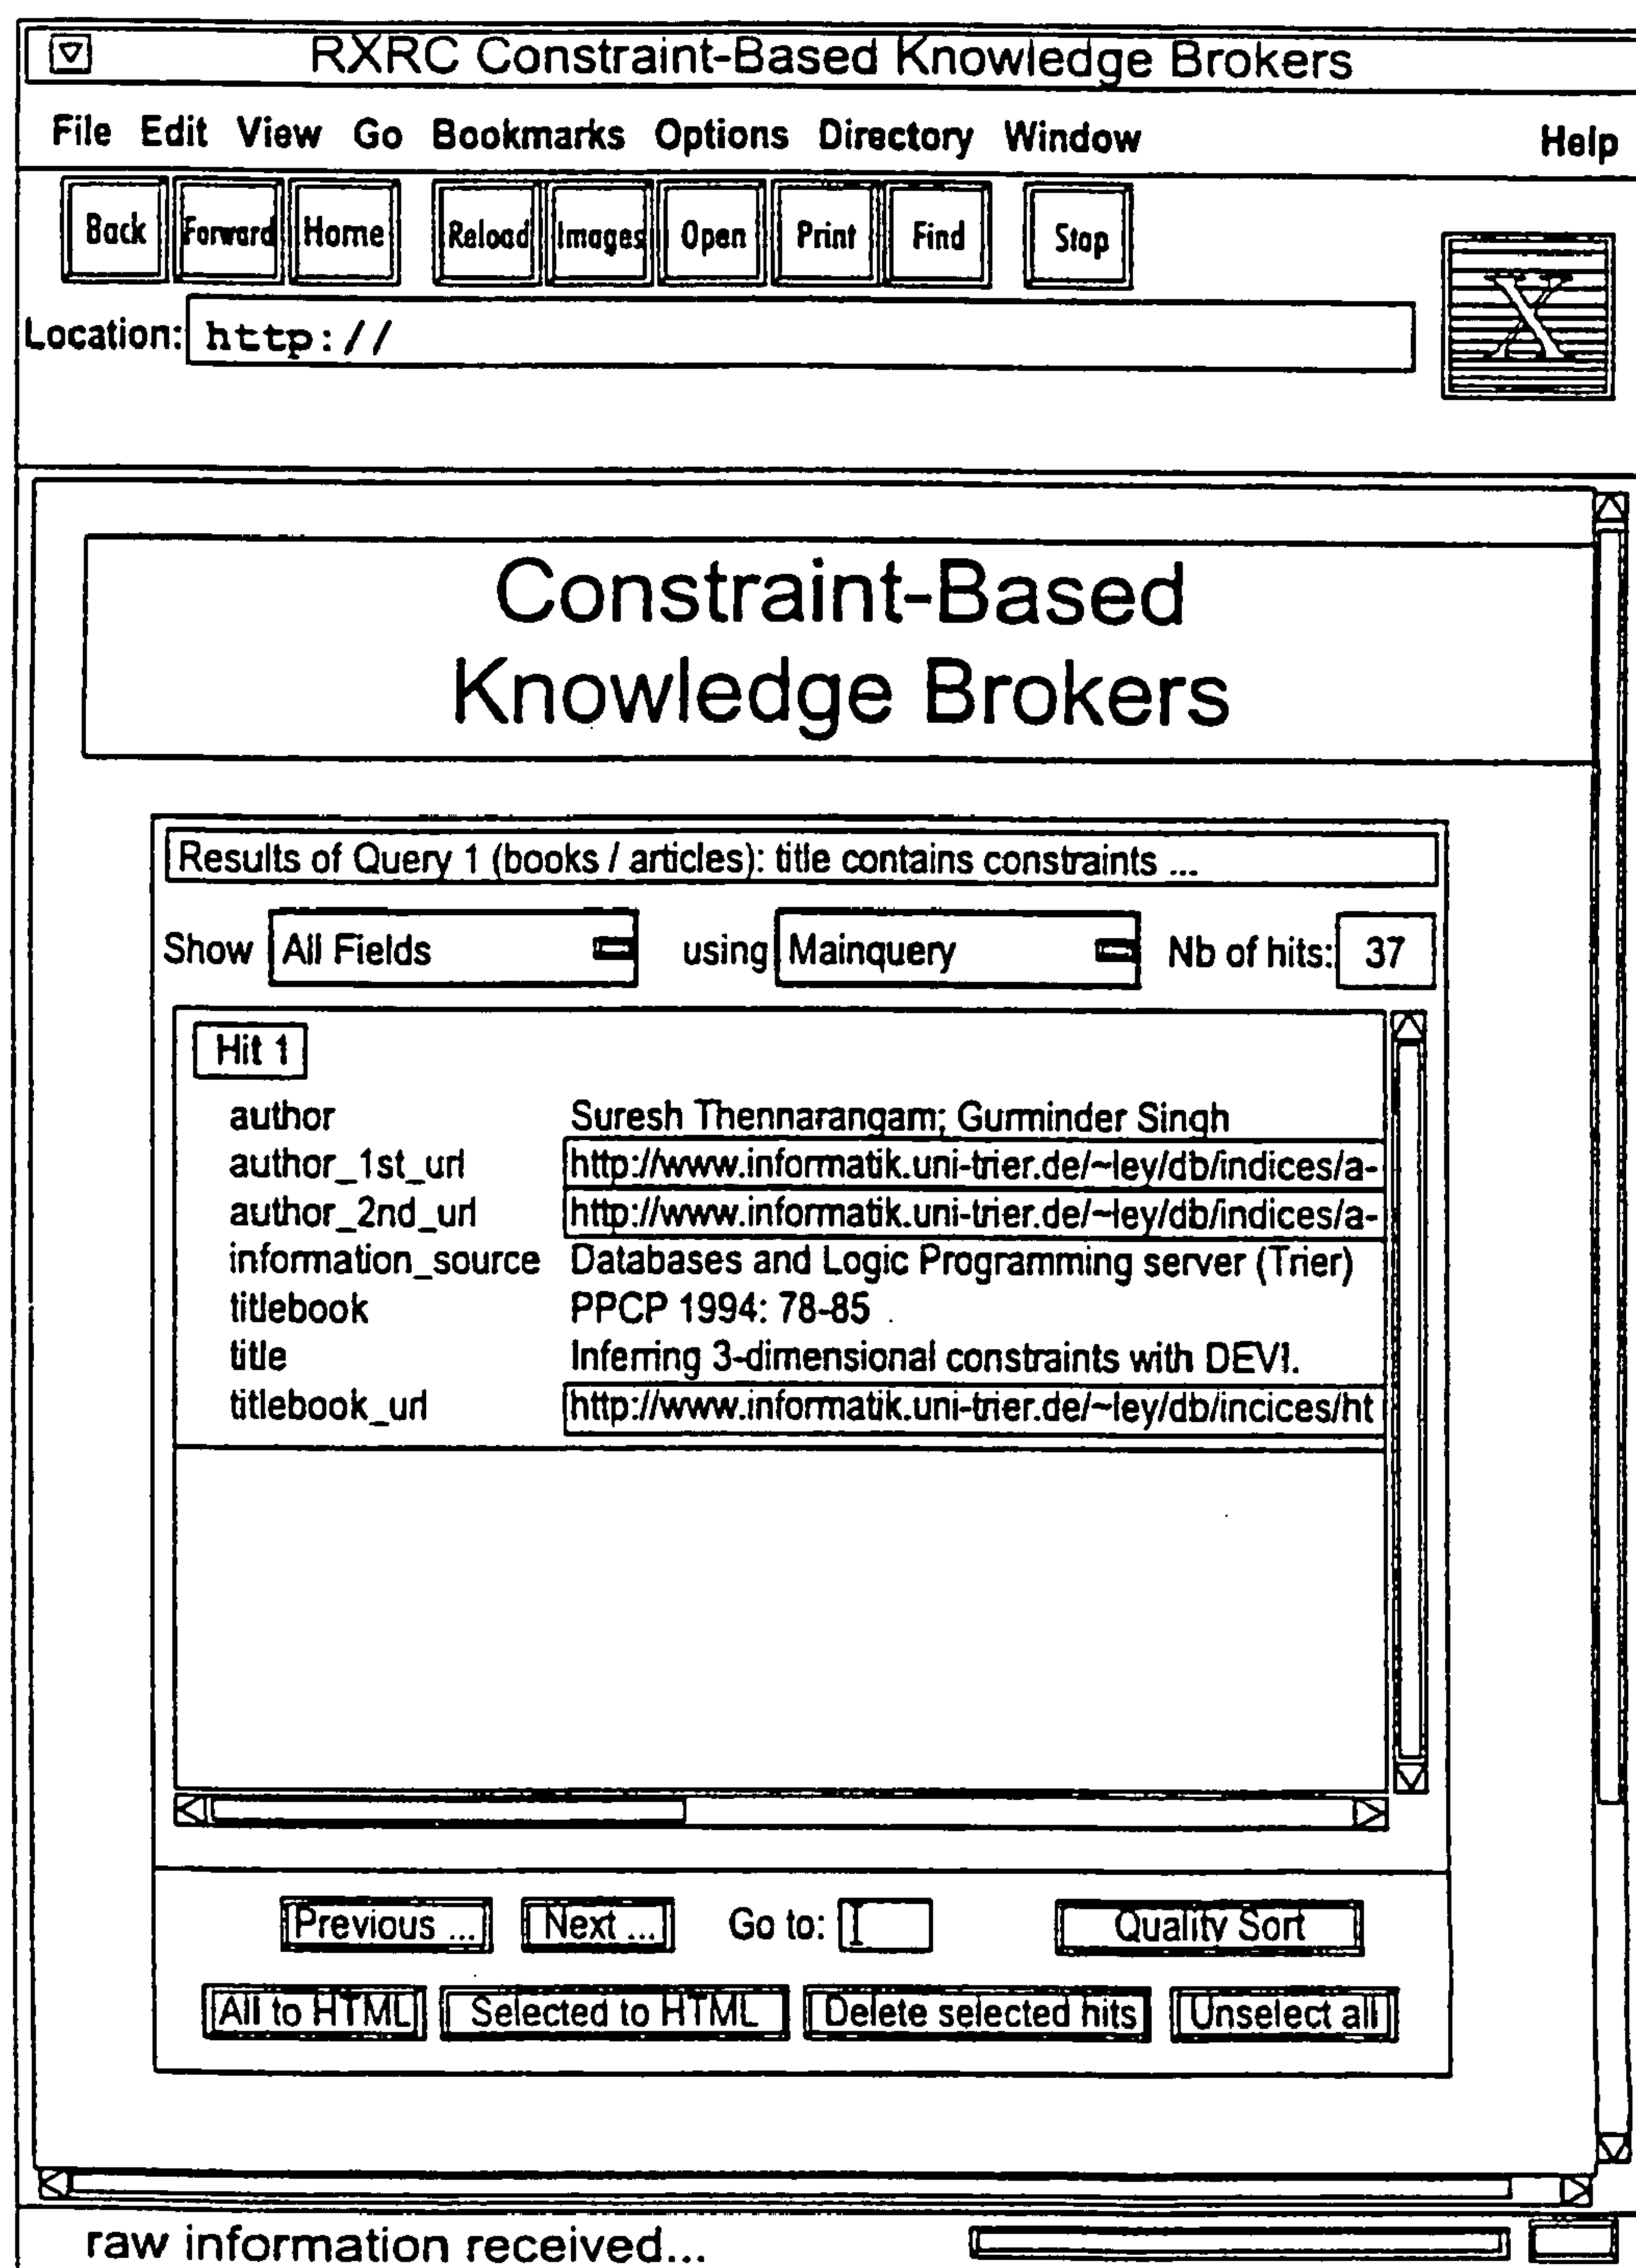 RXRC Constraint-Based Knowledge Brokers
File Edit View Go Bookmarks Options Directory Window Help
Back Forward Home Reload Images Open Print Find Stop
Location: http://
X
Constraint-Based
Knowledge Brokers
Results of Query 1 (books / articles): title contains constraints ...
Show All Fields using Mainquery Nb of hits: 37
Hit 1
author Suresh Thennarangam; Gurminder Singh
author_1st_url http://www.informatik.uni-trier.de/~ley/db/indices/a-
author_2nd_url http://www.informatik.uni-trier.de/~ley/db/indices/a-
information_source Databases and Logic Programming server (Trier)
titlebook PPCP 1994: 78-85
title Inferring 3-dimensional constraints with DEVI.
titlebook_url http://www.informatik.uni-trier.de/~ley/db/incices/ht
Previous ... Next ... Go to: Quality Sort
All to HTML Selected to HTML Delete selected hits Unselect all
raw information received...